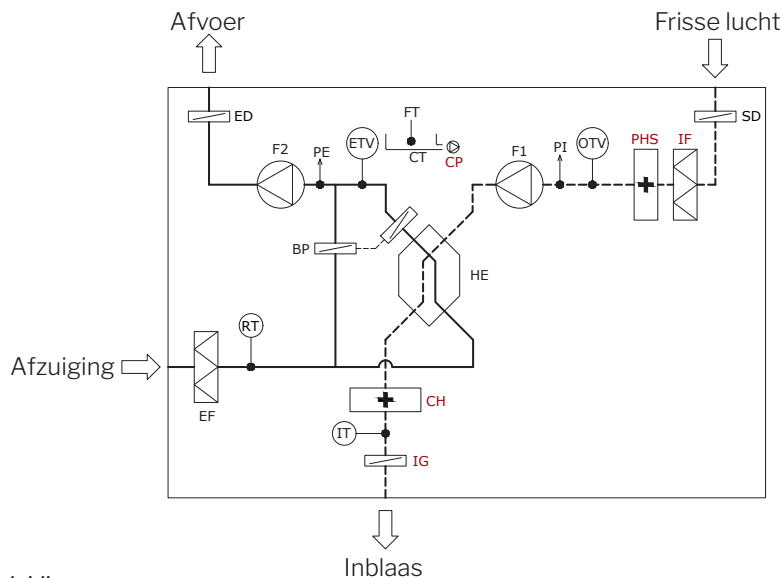 Afvoer
Frisse lucht
ED
FT
SD
F2
PE
ETV
CT
CP
F1
PI
OTV
PHS
IF
BP
HE
RT
Afzuiging
EF
CH
IT
IG
Inblaas